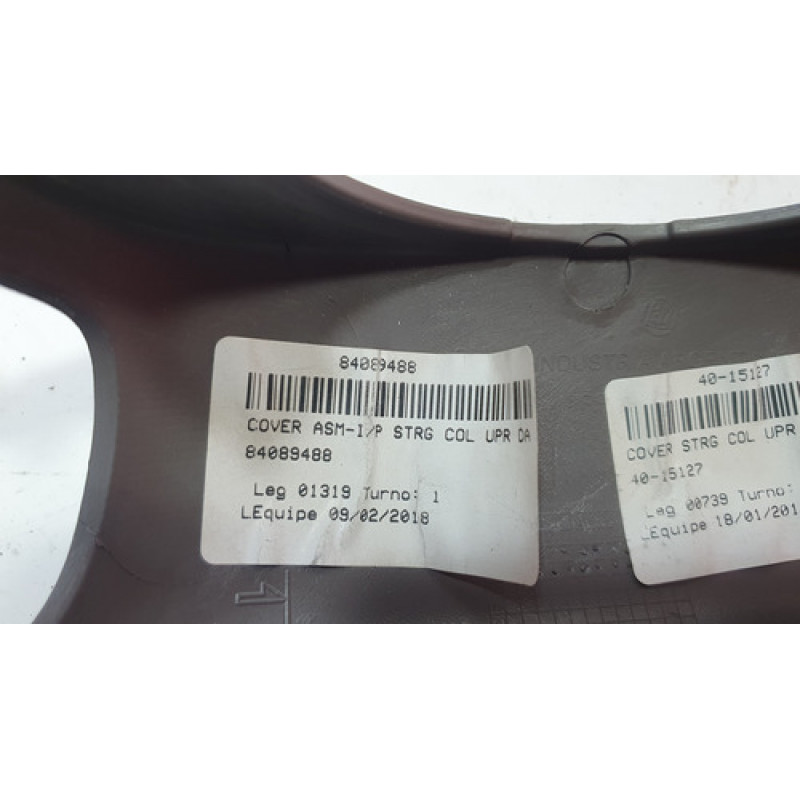 84089488
COVER ASM-I/P STRG COL UPR DA
84089488
Leg 01319 Turno: 1
LEquipe 09/02/2018
40-15127
COVER STRG COL UPR
40-15127
Leg 00739 Turno:
LEquipe 18/01/201
4